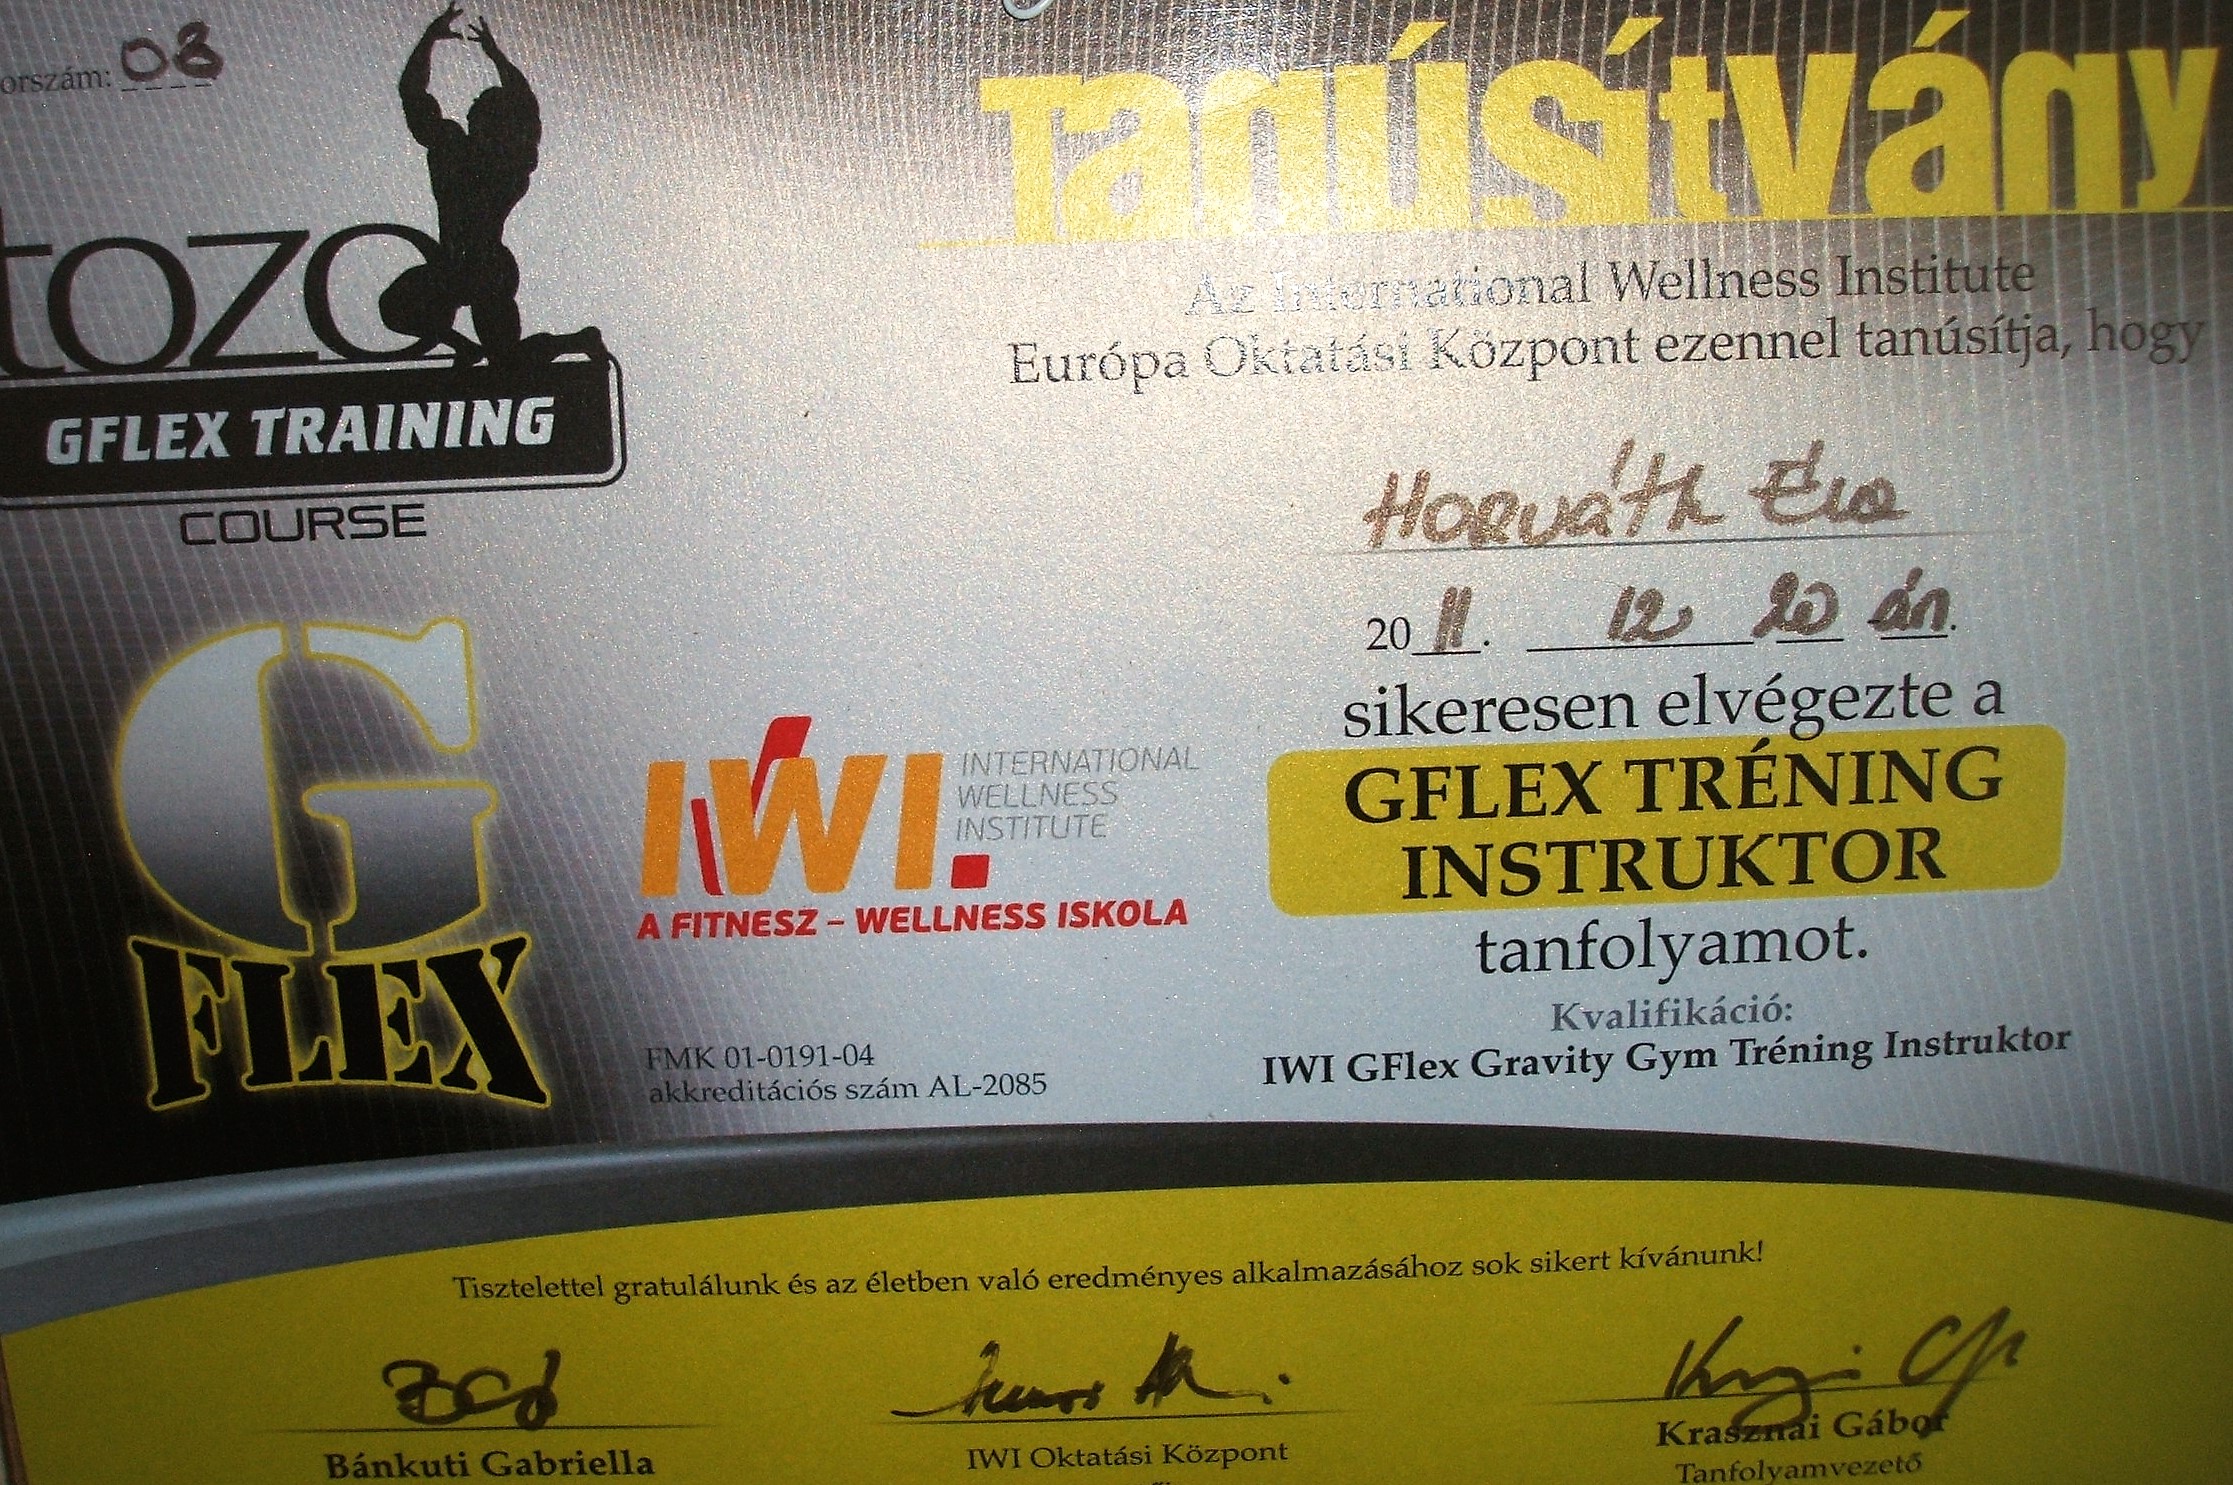 orszám: 08
Tanúsítvány
tozo
GFLEX TRAINING
COURSE
Az International Wellness Institute
Európa Oktatási Központ ezennel tanúsítja, hogy
Horváth Éva
2011. 12 20 án.
sikeresen elvégezte a
GFLEX TRÉNING
INSTRUKTOR
tanfolyamot.
Kvalifikáció:
IWI GFlex Gravity Gym Tréning Instruktor
G
FLEX
IWI.
INTERNATIONAL
WELLNESS
INSTITUTE
A FITNESZ – WELLNESS ISKOLA
FMK 01-0191-04
akkreditációs szám AL-2085
Tisztelettel gratulálunk és az életben való eredményes alkalmazásához sok sikert kívánunk!
Bánkuti Gabriella
IWI Oktatási Központ
Krasznai Gábor
Tanfolyamvezető